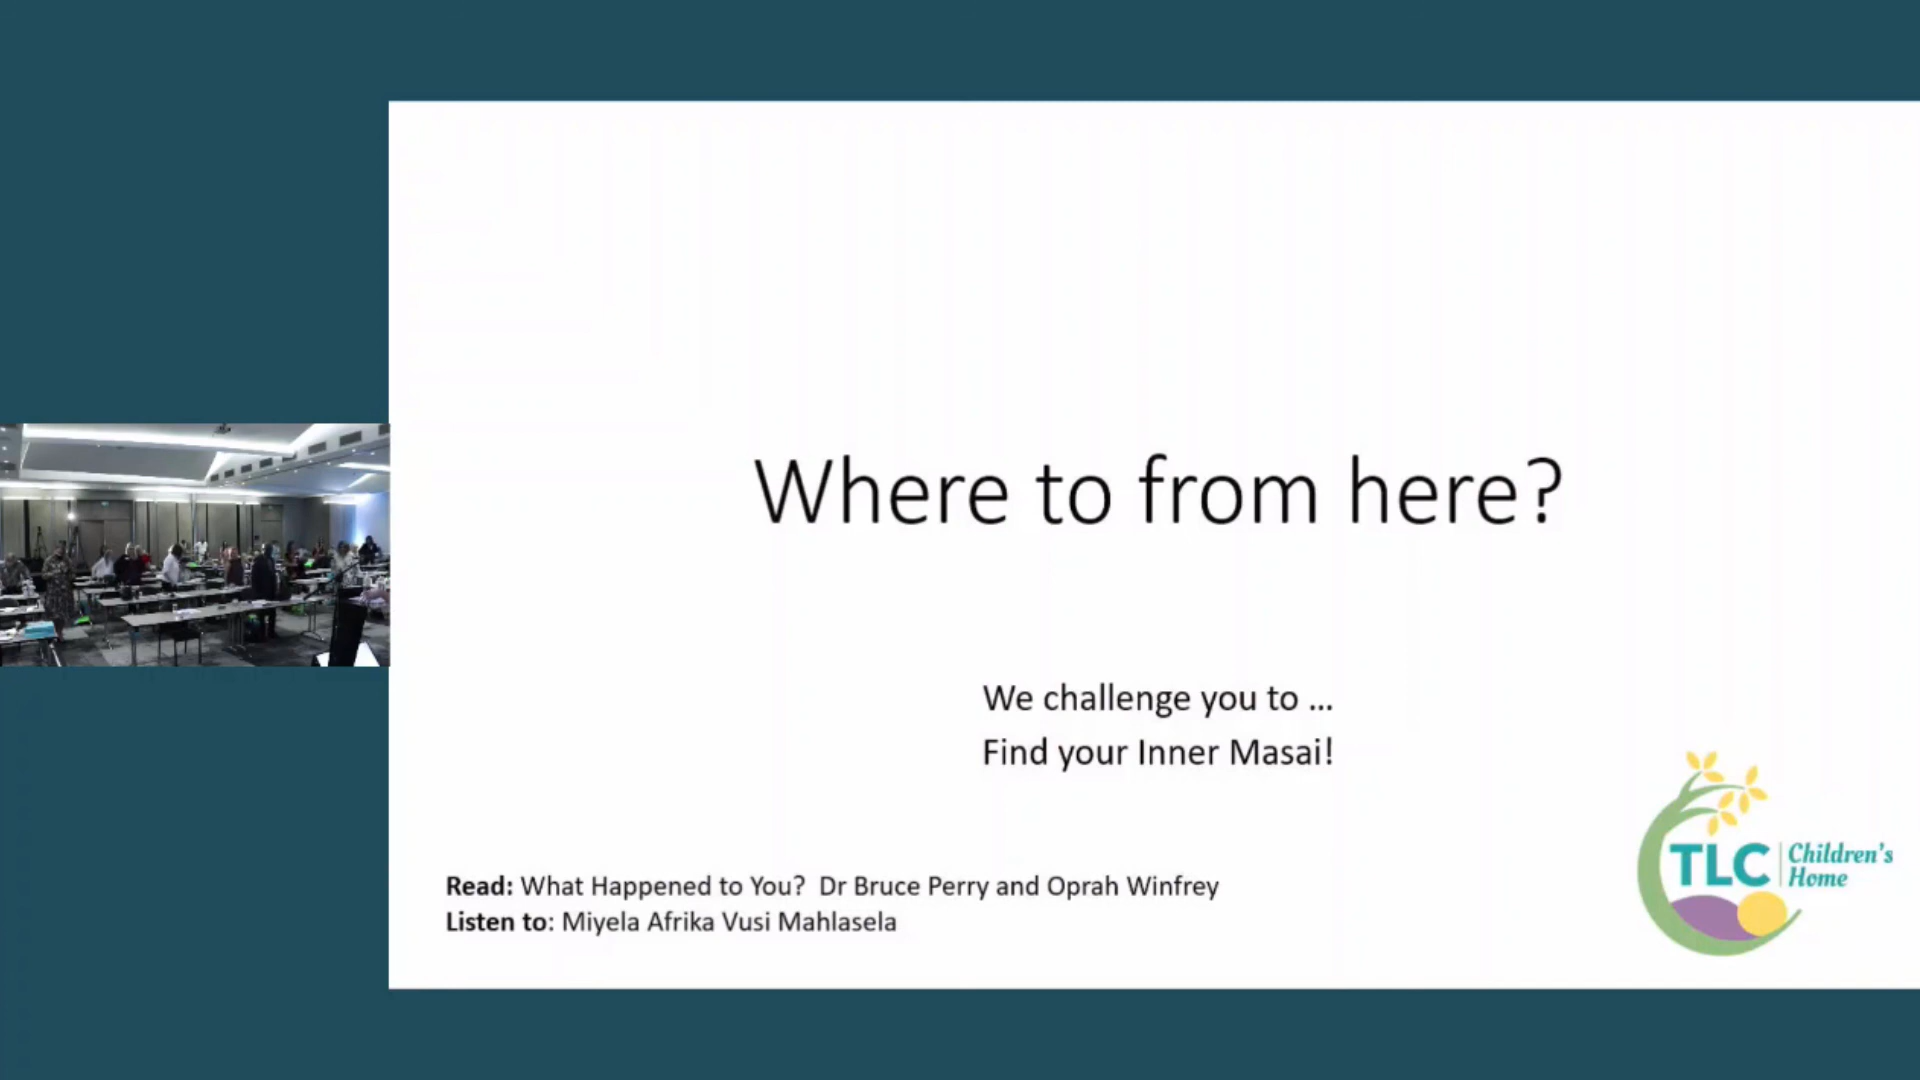 Where to from here?
We challenge you to ...
Find your Inner Masai!
Read: What Happened to You? Dr Bruce Perry and Oprah Winfrey
Listen to: Miyela Afrika Vusi Mahlasela
TLC Children's
Home